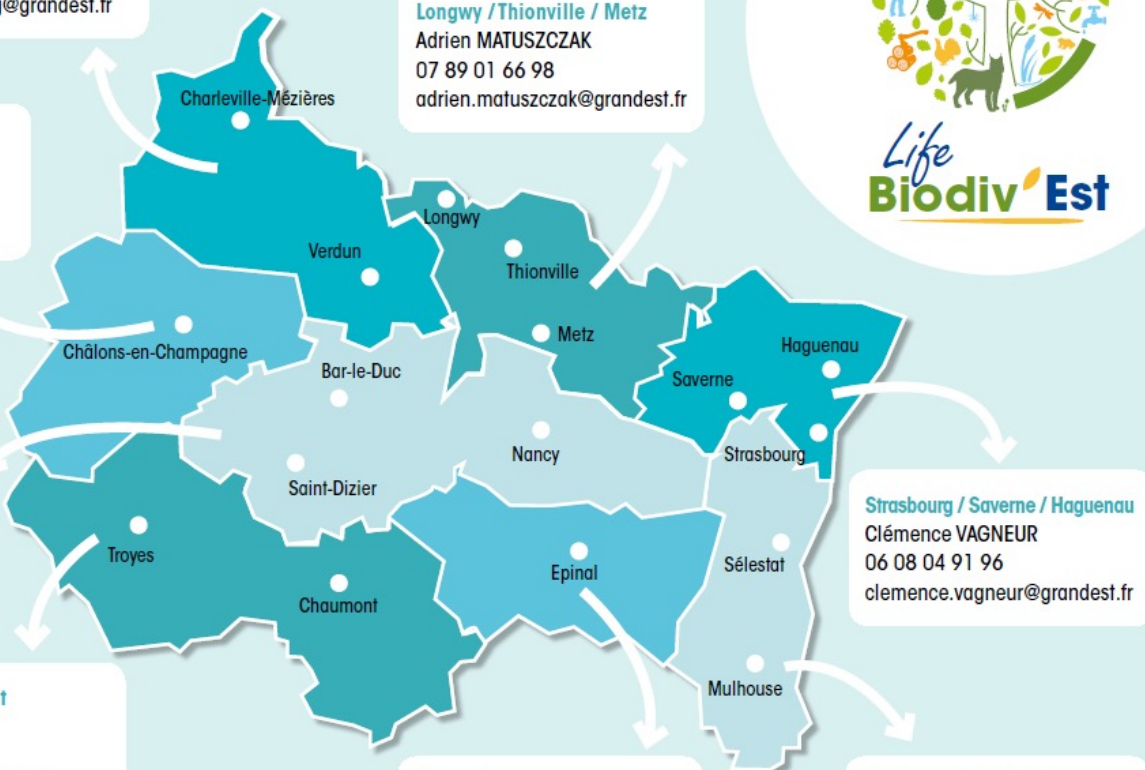 @grandest.fr
Longwy / Thionville / Metz
Adrien MATUSZCZAK
07 89 01 66 98
adrien.matuszczak@grandest.fr
Life
Biodiv'Est
Charleville-Mézières
Longwy
Verdun
Thionville
Metz
Châlons-en-Champagne
Haguenau
Bar-le-Duc
Saverne
Nancy
Strasbourg
Saint-Dizier
Troyes
Epinal
Sélestat
Chaumont
Mulhouse
Strasbourg / Saverne / Haguenau
Clémence VAGNEUR
06 08 04 91 96
clemence.vagneur@grandest.fr
t